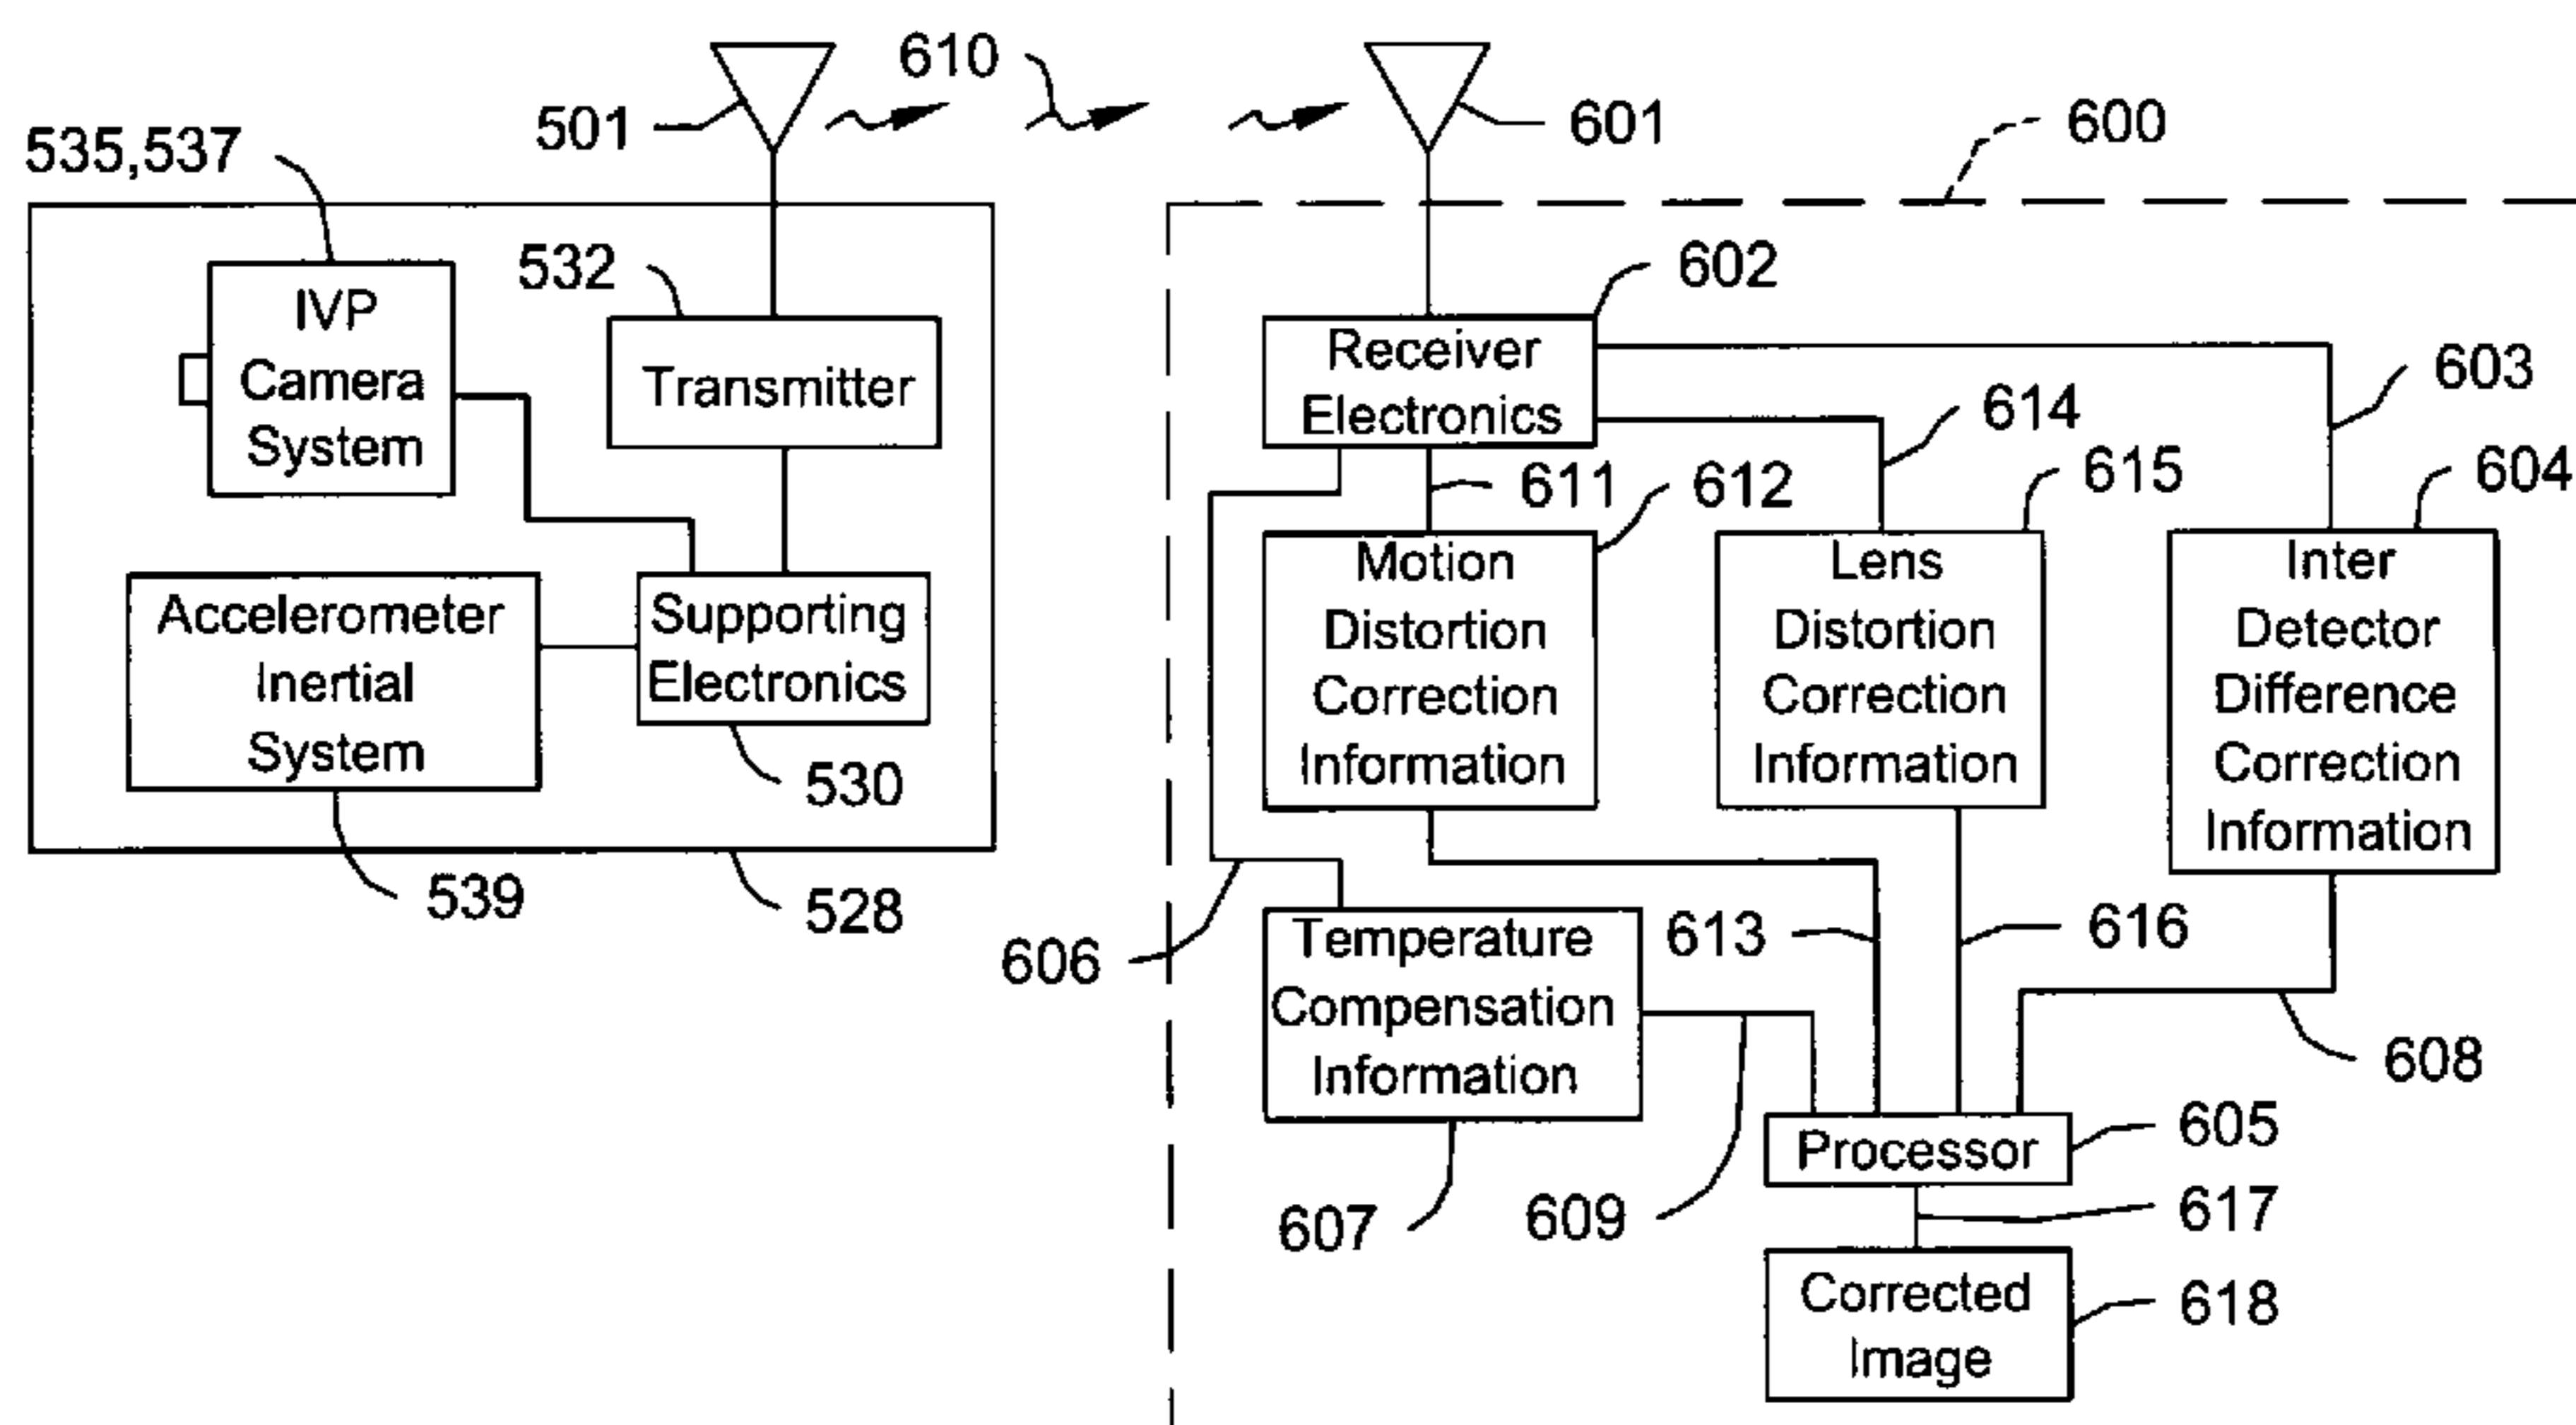 610
501
601
600
535,537
532
602
IVP
Camera
System
Transmitter
Receiver
Electronics
603
614
611
612
615
604
Accelerometer
Inertial
System
Supporting
Electronics
530
539
528
Motion
Distortion
Correction
Information
Lens
Distortion
Correction
Information
Inter
Detector
Difference
Correction
Information
606
Temperature
Compensation
Information
613
616
608
607
609
Processor
605
617
Corrected
Image
618